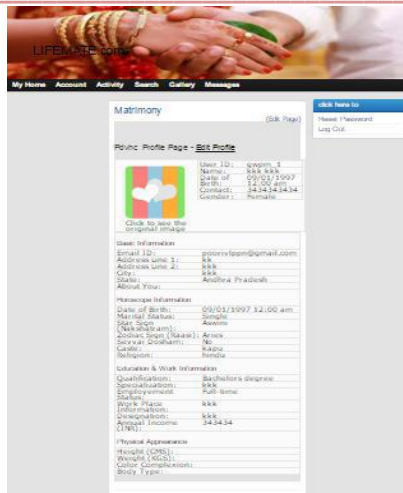 LIFEMATE.com
My Home Account Activity Search Gallery Messages
Matrimony
(Edit Page)
click here to
Reset Password
Log Out
Profile Page - Edit Profile
User ID: gwpm_1
Name: kkk kkk
Date of Birth: 09/01/1997 12:00 am
Contact: 3434343434
Gender: Female
Click to see the
original image
Basic Information
Email ID:
Address Line 1: kk
Address Line 2: kkk
City: kkk
State: Andhra Pradesh
About You:
Horoscope Information
Date of Birth: 09/01/1997 12:00 am
Marital Status: Single
Star Sign (Nakshatram): Aswini
Zodiac Sign (Raasi): Aries
Sevvai Dosham: No
Caste: kapu
Religion: hindu
Education & Work Information
Qualification: Bachelors degree
Specialization: kkk
Employement Status: Full-time
Work Place Information: kkk
Designation: kkk
Annual Income (INR): 343434
Physical Appearance
Height (CMS):
Weight (KGS):
Color Complexion:
Body Type: